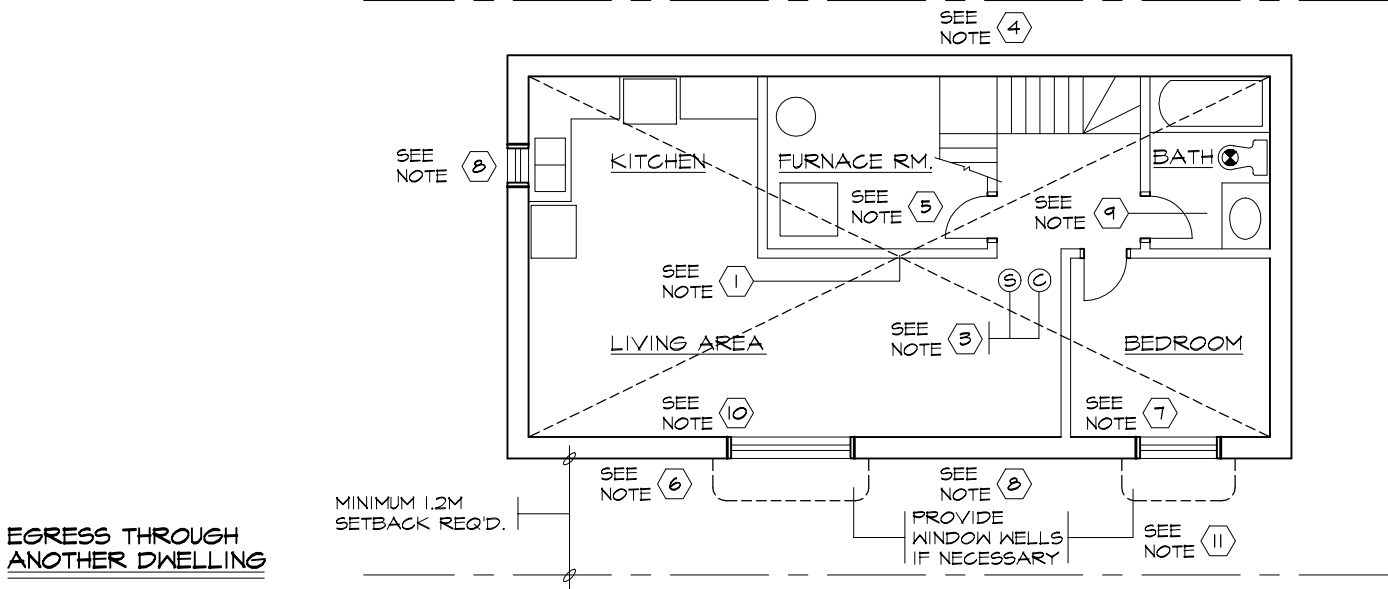 SEE
NOTE 4
SEE
NOTE 8
KITCHEN
FURNACE RM.
BATH
SEE
NOTE 5
SEE
NOTE 9
SEE
NOTE 1
S C
SEE
NOTE 3
LIVING AREA
BEDROOM
SEE
NOTE 10
SEE
NOTE 7
SEE
NOTE 6
SEE
NOTE 8
MINIMUM 1.2M
SETBACK REQ'D.
PROVIDE
WINDOW WELLS
IF NECESSARY
SEE
NOTE 11
EGRESS THROUGH
ANOTHER DWELLING